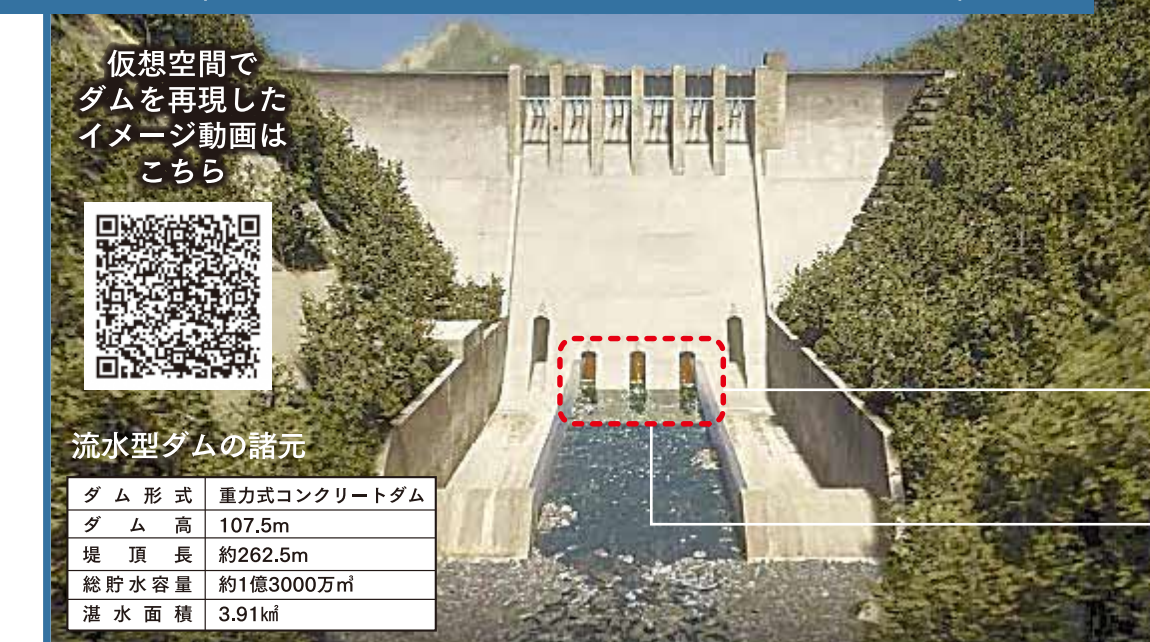 仮想空間で
ダムを再現した
イメージ動画は
こちら
流水型ダムの諸元
ダム形式 重力式コンクリートダム
ダム高 107.5m
堤頂長 約262.5m
総貯水容量 約1億3000万㎥
湛水面積 3.91㎢